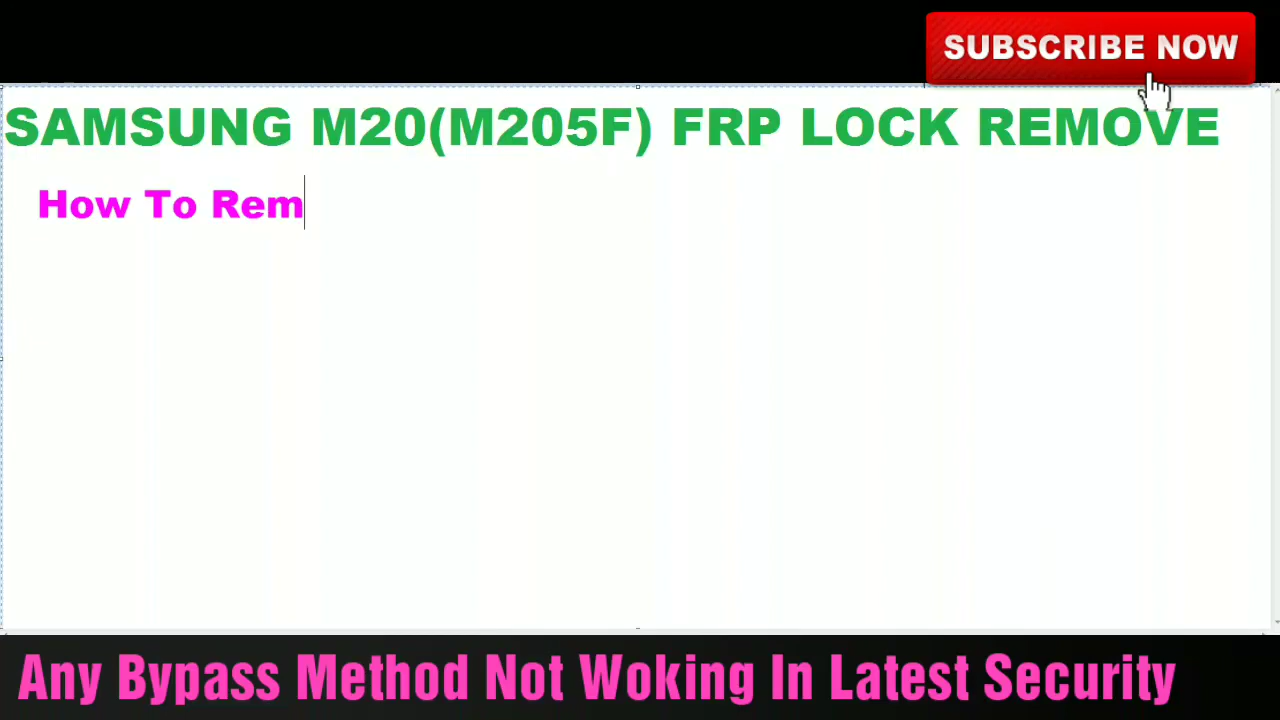 SUBSCRIBE NOW
SAMSUNG M20(M205F) FRP LOCK REMOVE
How To Rem
Any Bypass Method Not Woking In Latest Security